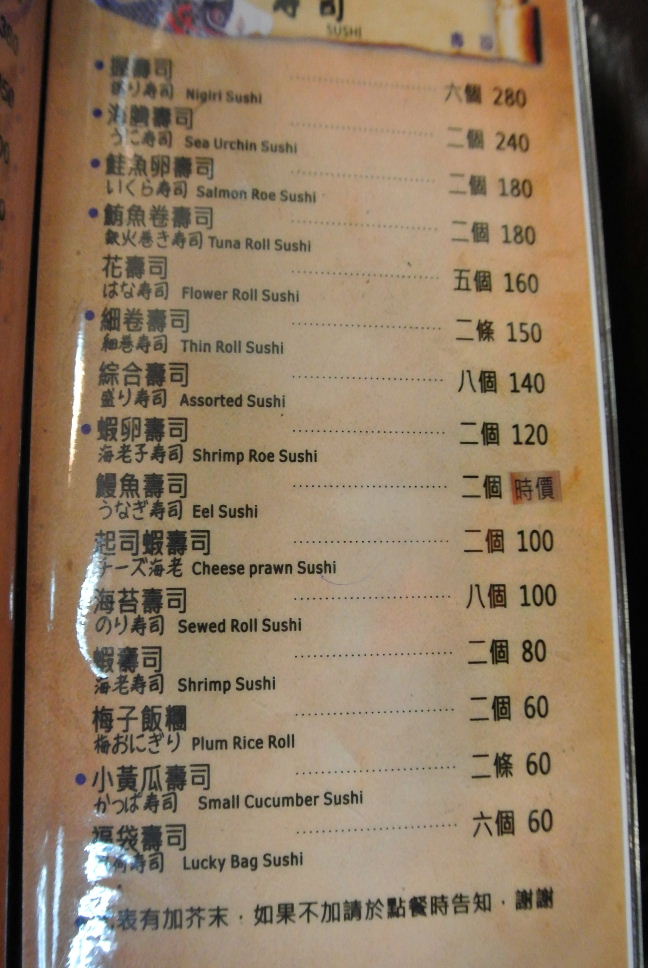 壽司
SUSHI
壽司
• 握壽司 六個 280
握り寿司 Nigiri Sushi
• 海膽壽司 二個 240
うに寿司 Sea Urchin Sushi
• 鮭魚卵壽司 二個 180
いくら寿司 Salmon Roe Sushi
• 鮪魚卷壽司 二個 180
鉄火巻き寿司 Tuna Roll Sushi
花壽司 五個 160
はな寿司 Flower Roll Sushi
• 細卷壽司 二條 150
細巻寿司 Thin Roll Sushi
綜合壽司 八個 140
盛り寿司 Assorted Sushi
• 蝦卵壽司 二個 120
海老子寿司 Shrimp Roe Sushi
鰻魚壽司 二個 時價
うなぎ寿司 Eel Sushi
起司蝦壽司 二個 100
チーズ海老 Cheese prawn Sushi
海苔壽司 八個 100
のり寿司 Sewed Roll Sushi
蝦壽司 二個 80
海老寿司 Shrimp Sushi
梅子飯糰 二個 60
梅おにぎり Plum Rice Roll
• 小黃瓜壽司 二條 60
かっぱ寿司 Small Cucumber Sushi
福袋壽司 六個 60
寿司 Lucky Bag Sushi
表有加芥末，如果不加請於點餐時告知，謝謝